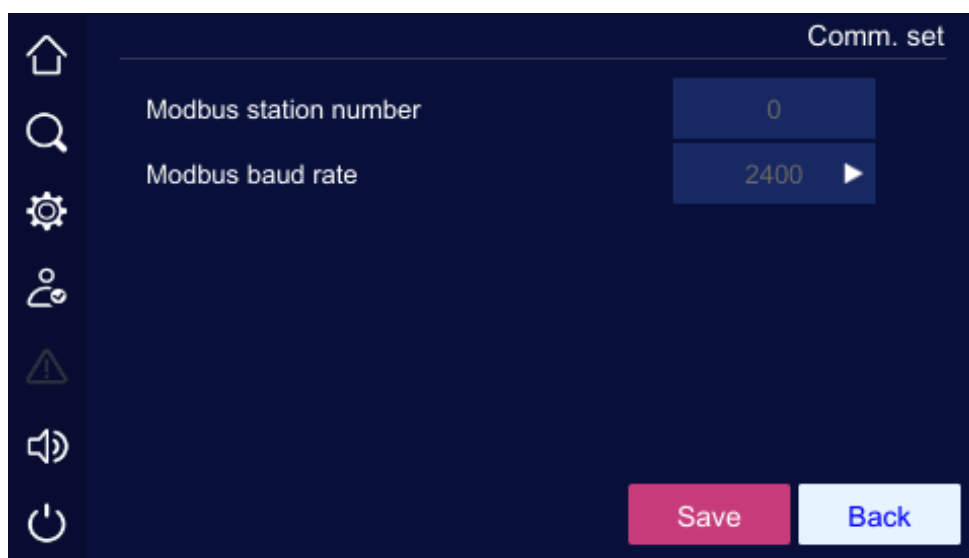 Comm. set
Modbus station number 0
Modbus baud rate 2400
Save Back